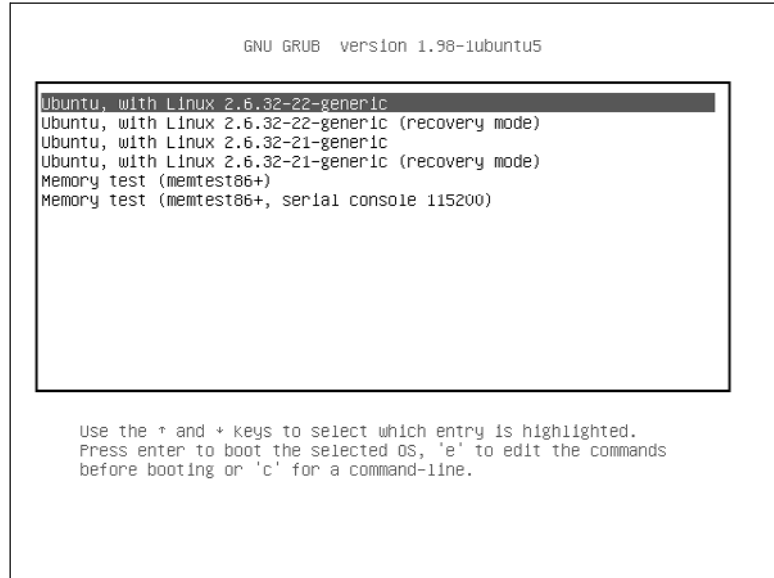 GNU GRUB  version 1.98-1ubuntu5
Ubuntu, with Linux 2.6.32-22-generic
Ubuntu, with Linux 2.6.32-22-generic (recovery mode)
Ubuntu, with Linux 2.6.32-21-generic
Ubuntu, with Linux 2.6.32-21-generic (recovery mode)
Memory test (memtest86+)
Memory test (memtest86+, serial console 115200)
Use the ↑ and ↓ keys to select which entry is highlighted.
Press enter to boot the selected OS, 'e' to edit the commands
before booting or 'c' for a command-line.